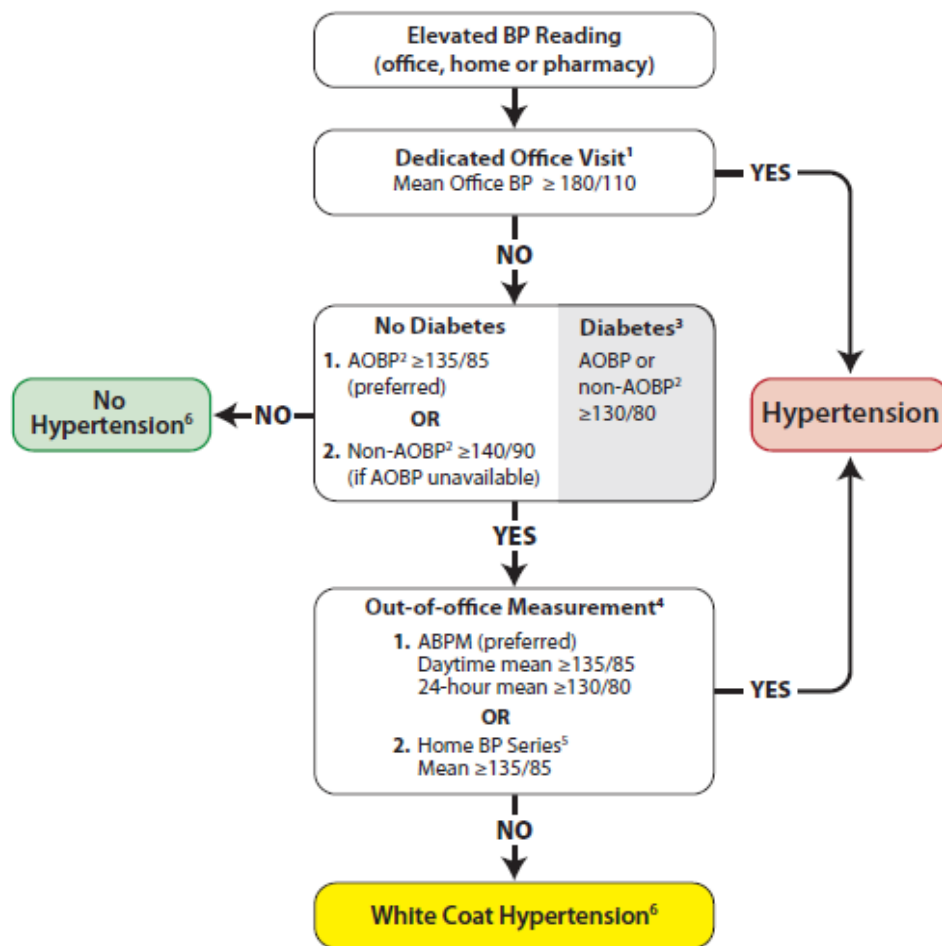 Elevated BP Reading
(office, home or pharmacy)
Dedicated Office Visit¹
Mean Office BP ≥ 180/110
YES
NO
No Diabetes
1. AOBP² ≥135/85
(preferred)
OR
2. Non-AOBP² ≥140/90
(if AOBP unavailable)
Diabetes³
AOBP or
non-AOBP²
≥130/80
NO
No
Hypertension⁶
Hypertension
YES
Out-of-office Measurement⁴
1. ABPM (preferred)
Daytime mean ≥135/85
24-hour mean ≥130/80
OR
2. Home BP Series⁵
Mean ≥135/85
YES
NO
White Coat Hypertension⁶